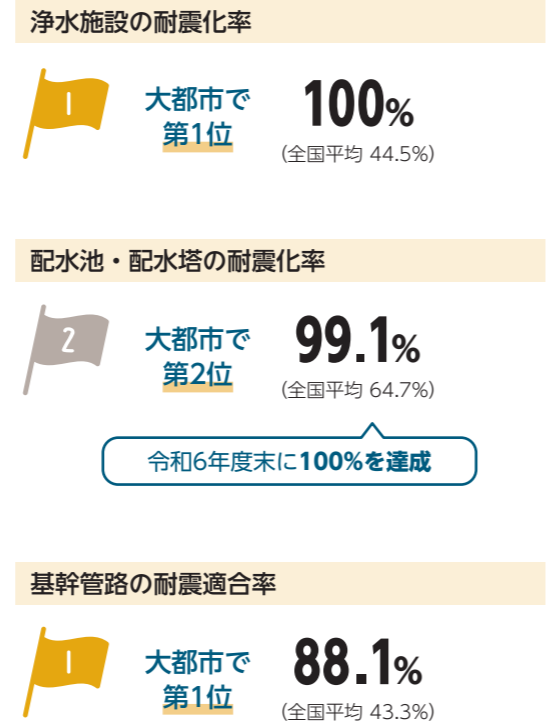 浄水施設の耐震化率
1
大都市で
第1位
100%
(全国平均 44.5%)
配水池・配水塔の耐震化率
2
大都市で
第2位
99.1%
(全国平均 64.7%)
令和6年度末に100%を達成
基幹管路の耐震適合率
1
大都市で
第1位
88.1%
(全国平均 43.3%)